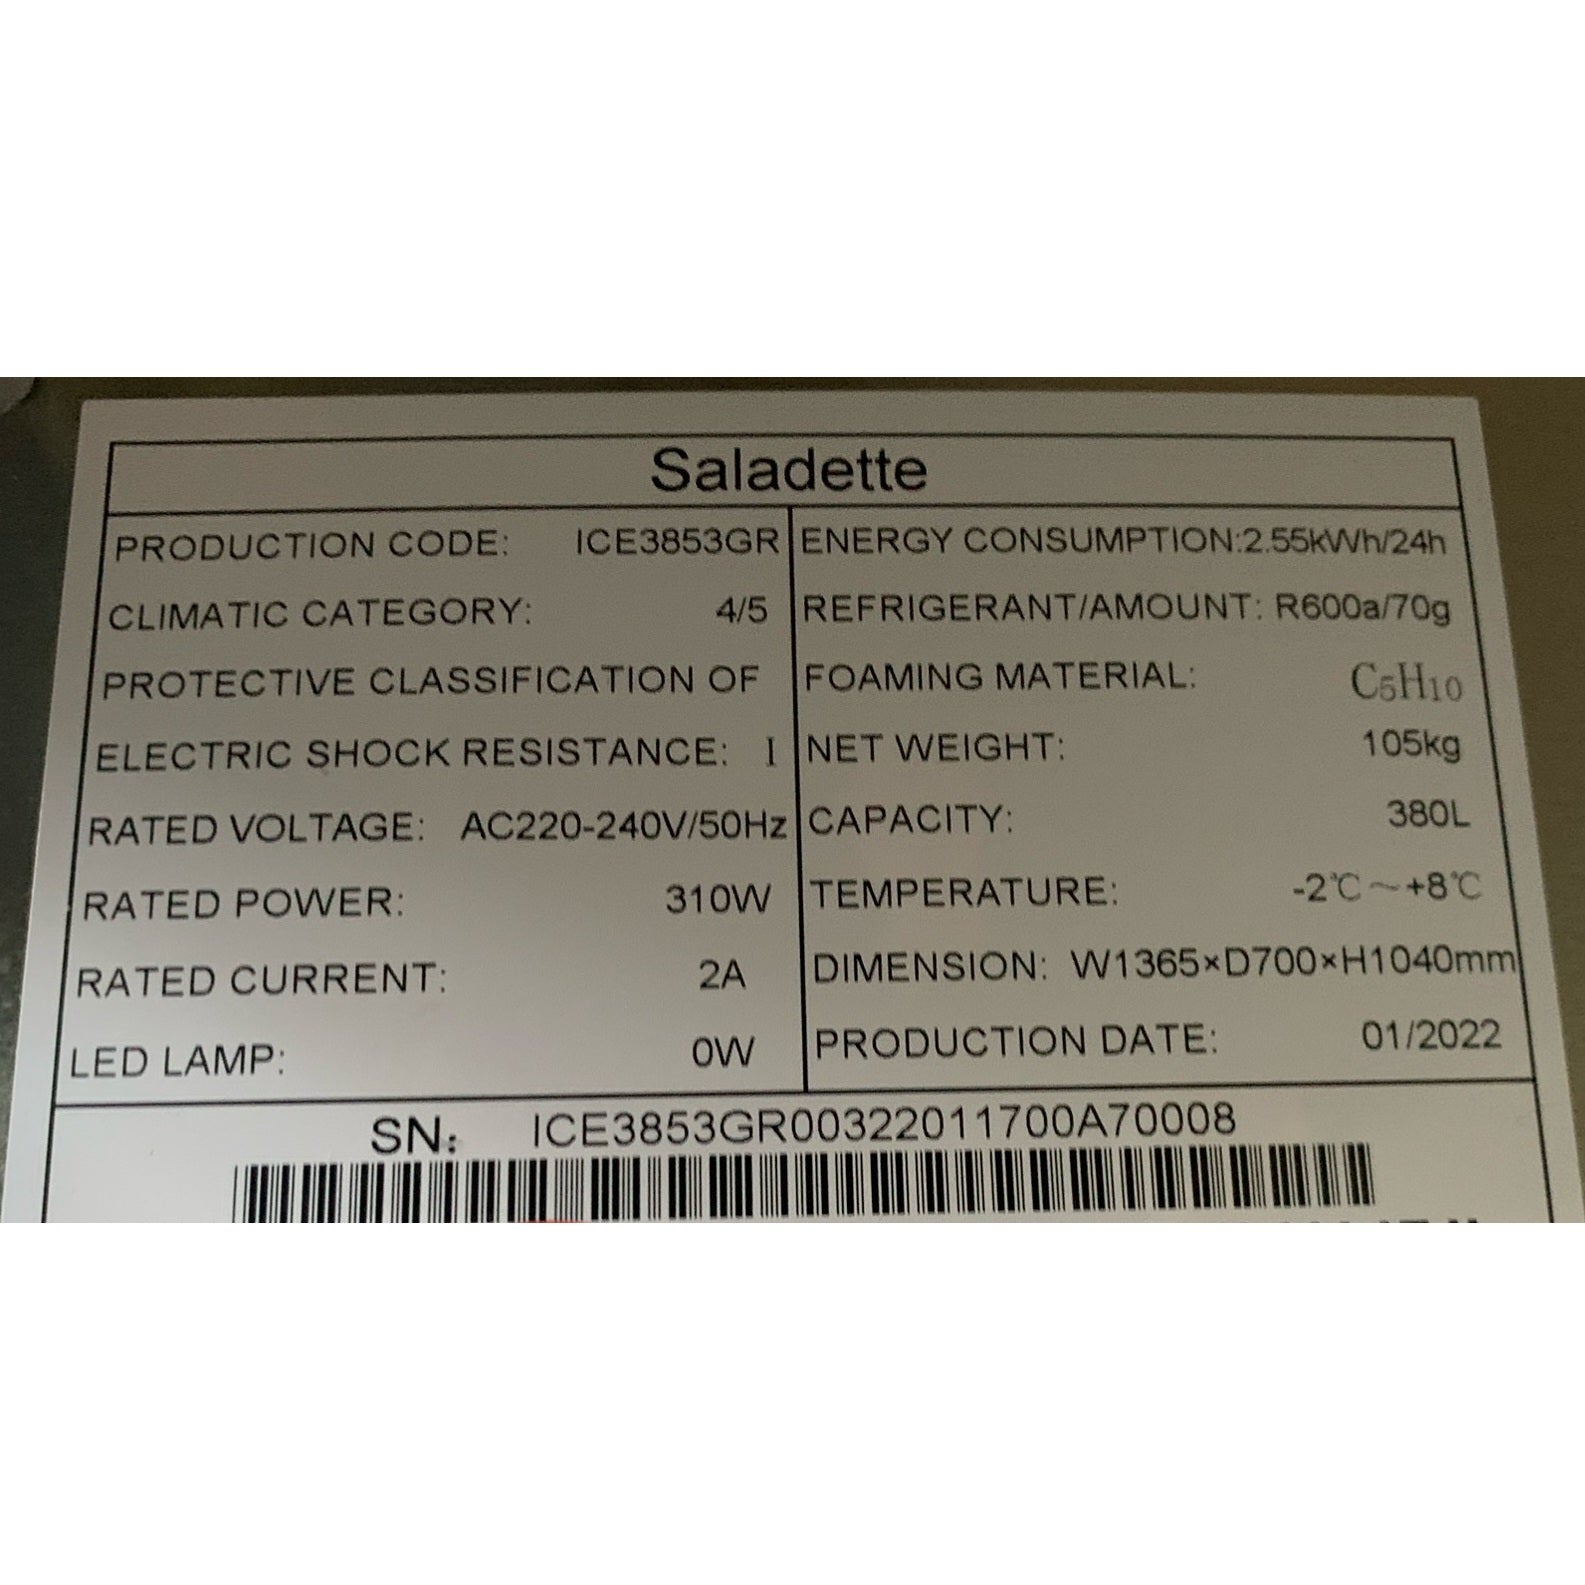 Saladette
PRODUCTION CODE: ICE3853GR
CLIMATIC CATEGORY: 4/5
PROTECTIVE CLASSIFICATION OF
ELECTRIC SHOCK RESISTANCE: I
RATED VOLTAGE: AC220-240V/50Hz
RATED POWER: 310W
RATED CURRENT: 2A
LED LAMP: 0W
ENERGY CONSUMPTION:2.55kWh/24h
REFRIGERANT/AMOUNT: R600a/70g
FOAMING MATERIAL: C₅H₁₀
NET WEIGHT: 105kg
CAPACITY: 380L
TEMPERATURE: -2℃～+8℃
DIMENSION: W1365×D700×H1040mm
PRODUCTION DATE: 01/2022
SN: ICE3853GR00322011700A70008